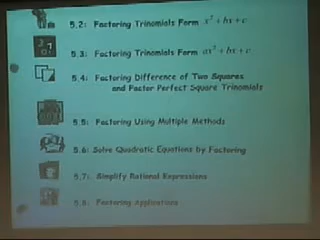 5.2: Factoring Trinomials Form x² + bx + c
5.3: Factoring Trinomials Form ax² + bx + c
5.4: Factoring Difference of Two Squares
and Factor Perfect Square Trinomials
5.5: Factoring Using Multiple Methods
5.6: Solve Quadratic Equations by Factoring
5.7: Simplify Rational Expressions
5.8: Factoring Applications